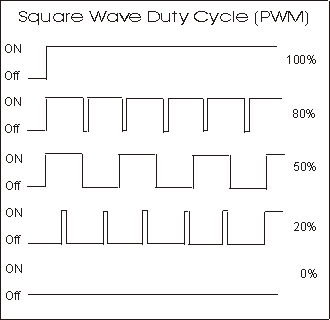 Square Wave Duty Cycle (PWM)
ON
100%
Off
ON
80%
Off
ON
50%
Off
ON
20%
Off
ON
0%
Off